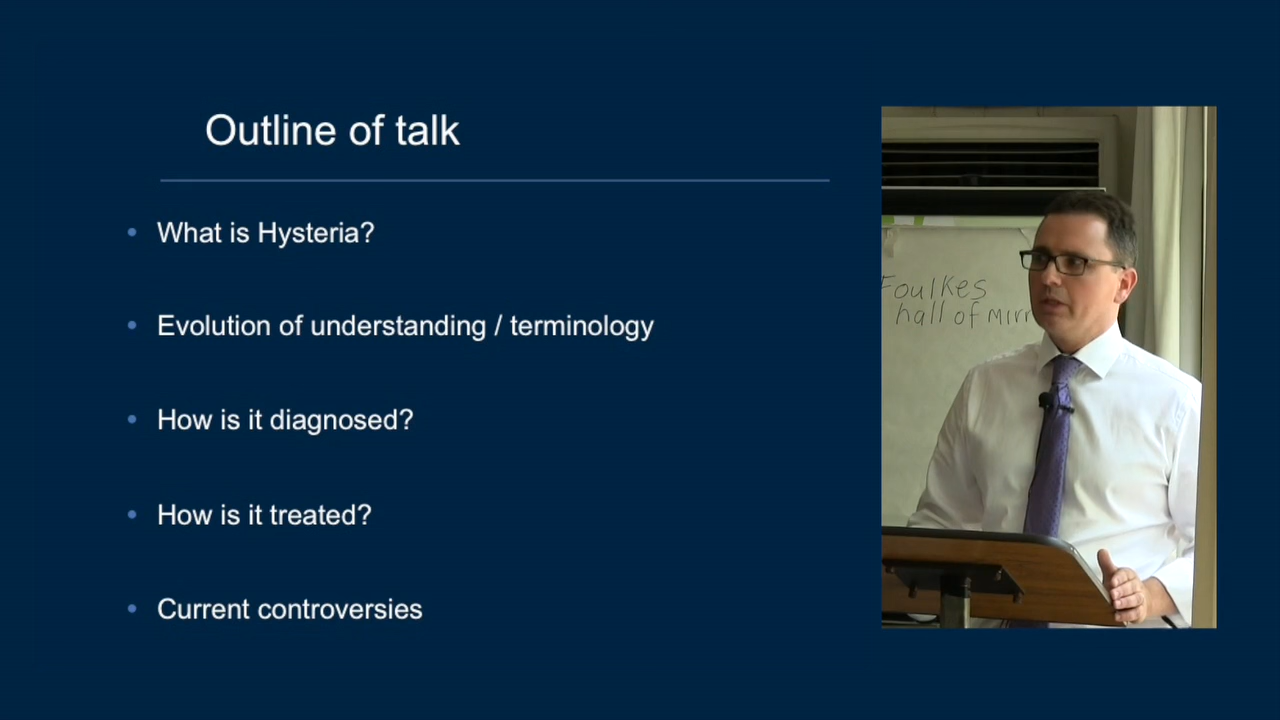 Outline of talk
What is Hysteria?
Evolution of understanding / terminology
How is it diagnosed?
How is it treated?
Current controversies
Foulkes
hall of